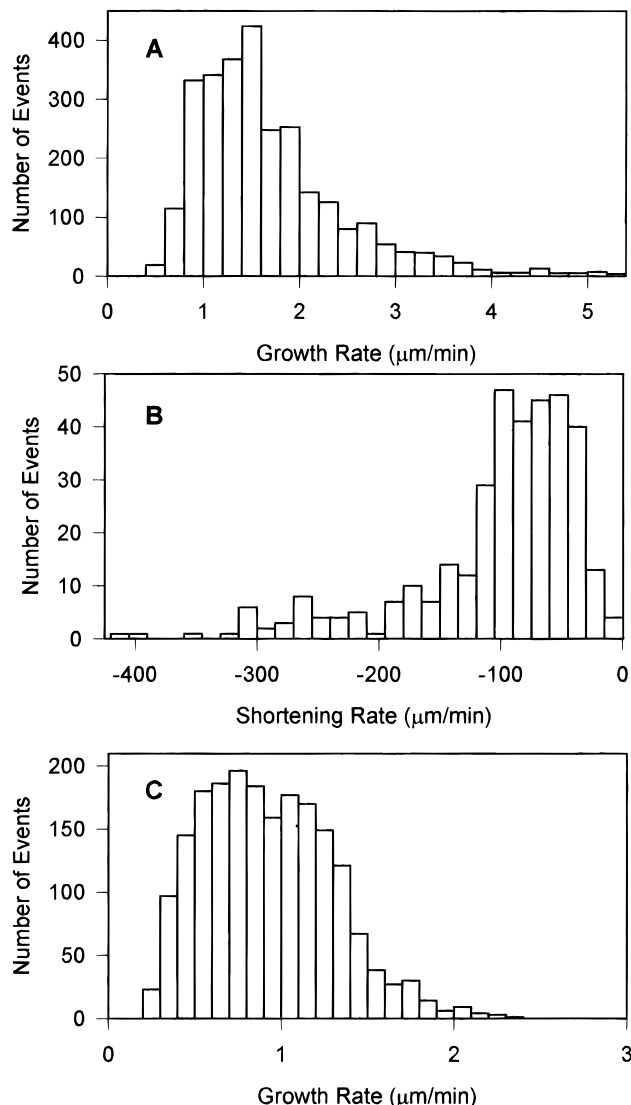 A
Number of Events
400
300
200
100
0
0 1 2 3 4 5
Growth Rate (μm/min)
B
Number of Events
50
40
30
20
10
0
-400 -300 -200 -100 0
Shortening Rate (μm/min)
C
Number of Events
200
150
100
50
0
0 1 2 3
Growth Rate (μm/min)